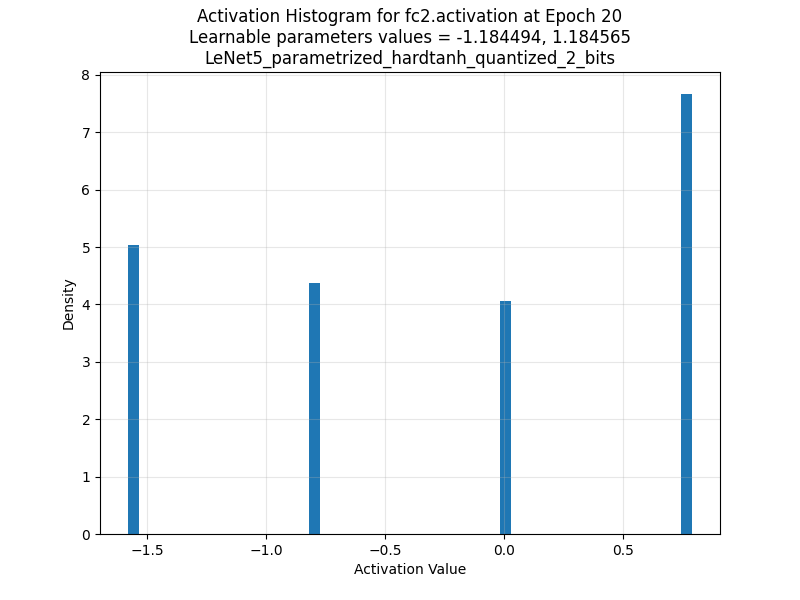 Activation Histogram for fc2.activation at Epoch 20
Learnable parameters values = -1.184494, 1.184565
LeNet5_parametrized_hardtanh_quantized_2_bits
8
7
6
5
4
3
2
1
0
Density
−1.5
−1.0
−0.5
0.0
0.5
Activation Value